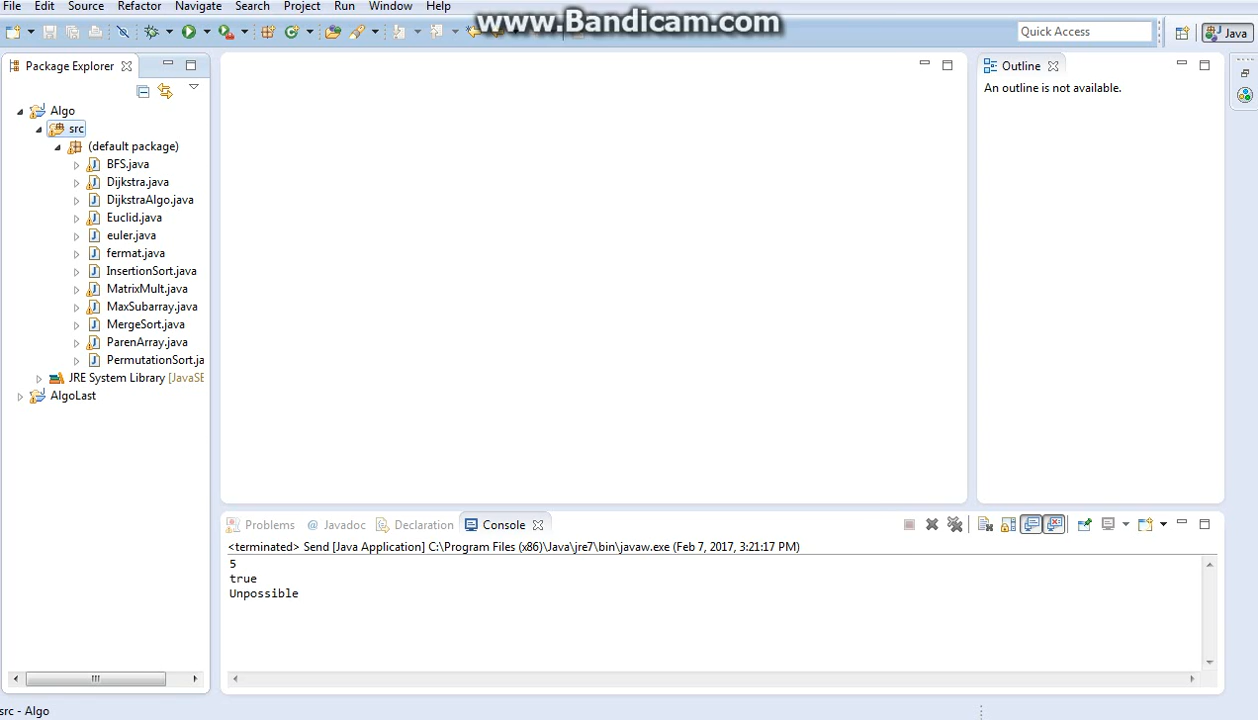 File Edit Source Refactor Navigate Search Project Run Window Help
www.Bandicam.com
Quick Access
Java
Package Explorer
Outline
An outline is not available.
Algo
src
(default package)
BFS.java
Dijkstra.java
DijkstraAlgo.java
Euclid.java
euler.java
fermat.java
InsertionSort.java
MatrixMult.java
MaxSubarray.java
MergeSort.java
ParenArray.java
PermutationSort.ja
JRE System Library [JavaSE
AlgoLast
Problems @ Javadoc Declaration Console
<terminated> Send [Java Application] C:\Program Files (x86)\Java\jre7\bin\javaw.exe (Feb 7, 2017, 3:21:17 PM)
5
true
Unpossible
src - Algo